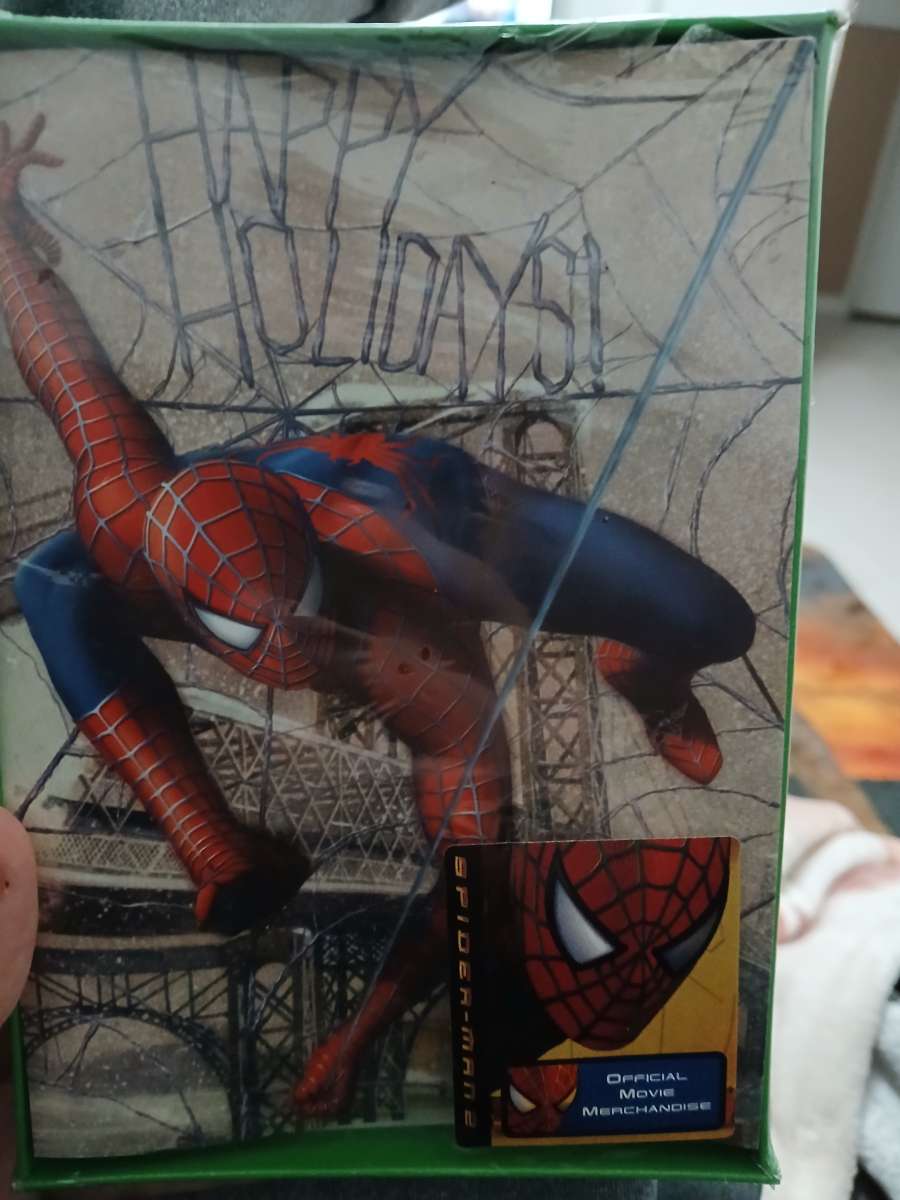 HAPPY
HOLIDAYS!
SPIDER-MAN 2
OFFICIAL
MOVIE
MERCHANDISE